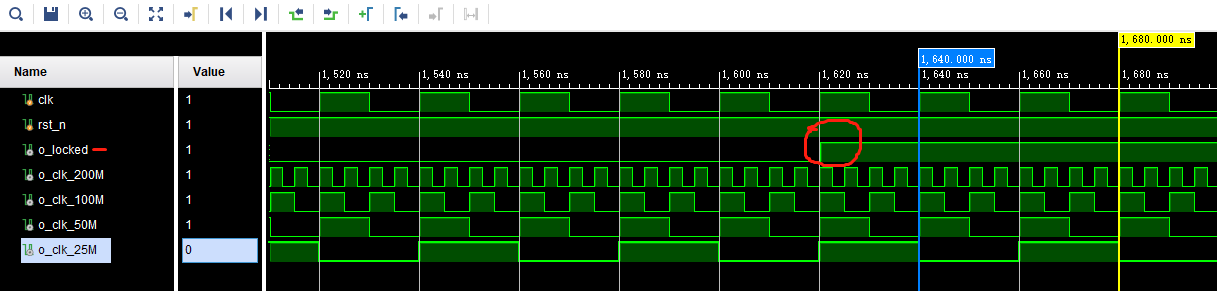 1,680.000 ns
1,640.000 ns
Name Value
1,520 ns 1,540 ns 1,560 ns 1,580 ns 1,600 ns 1,620 ns 1,640 ns 1,660 ns 1,680 ns
clk 1
rst_n 1
o_locked 1
o_clk_200M 1
o_clk_100M 1
o_clk_50M 1
o_clk_25M 0